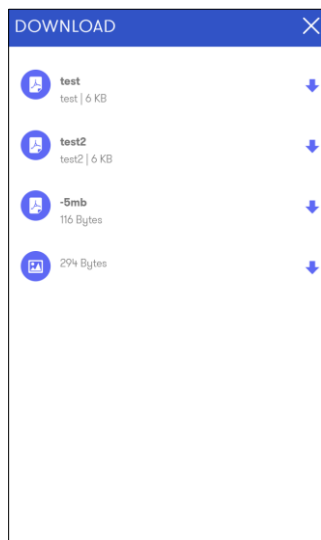 DOWNLOAD
test
test | 6 KB
test2
test2 | 6 KB
-5mb
116 Bytes
294 Bytes